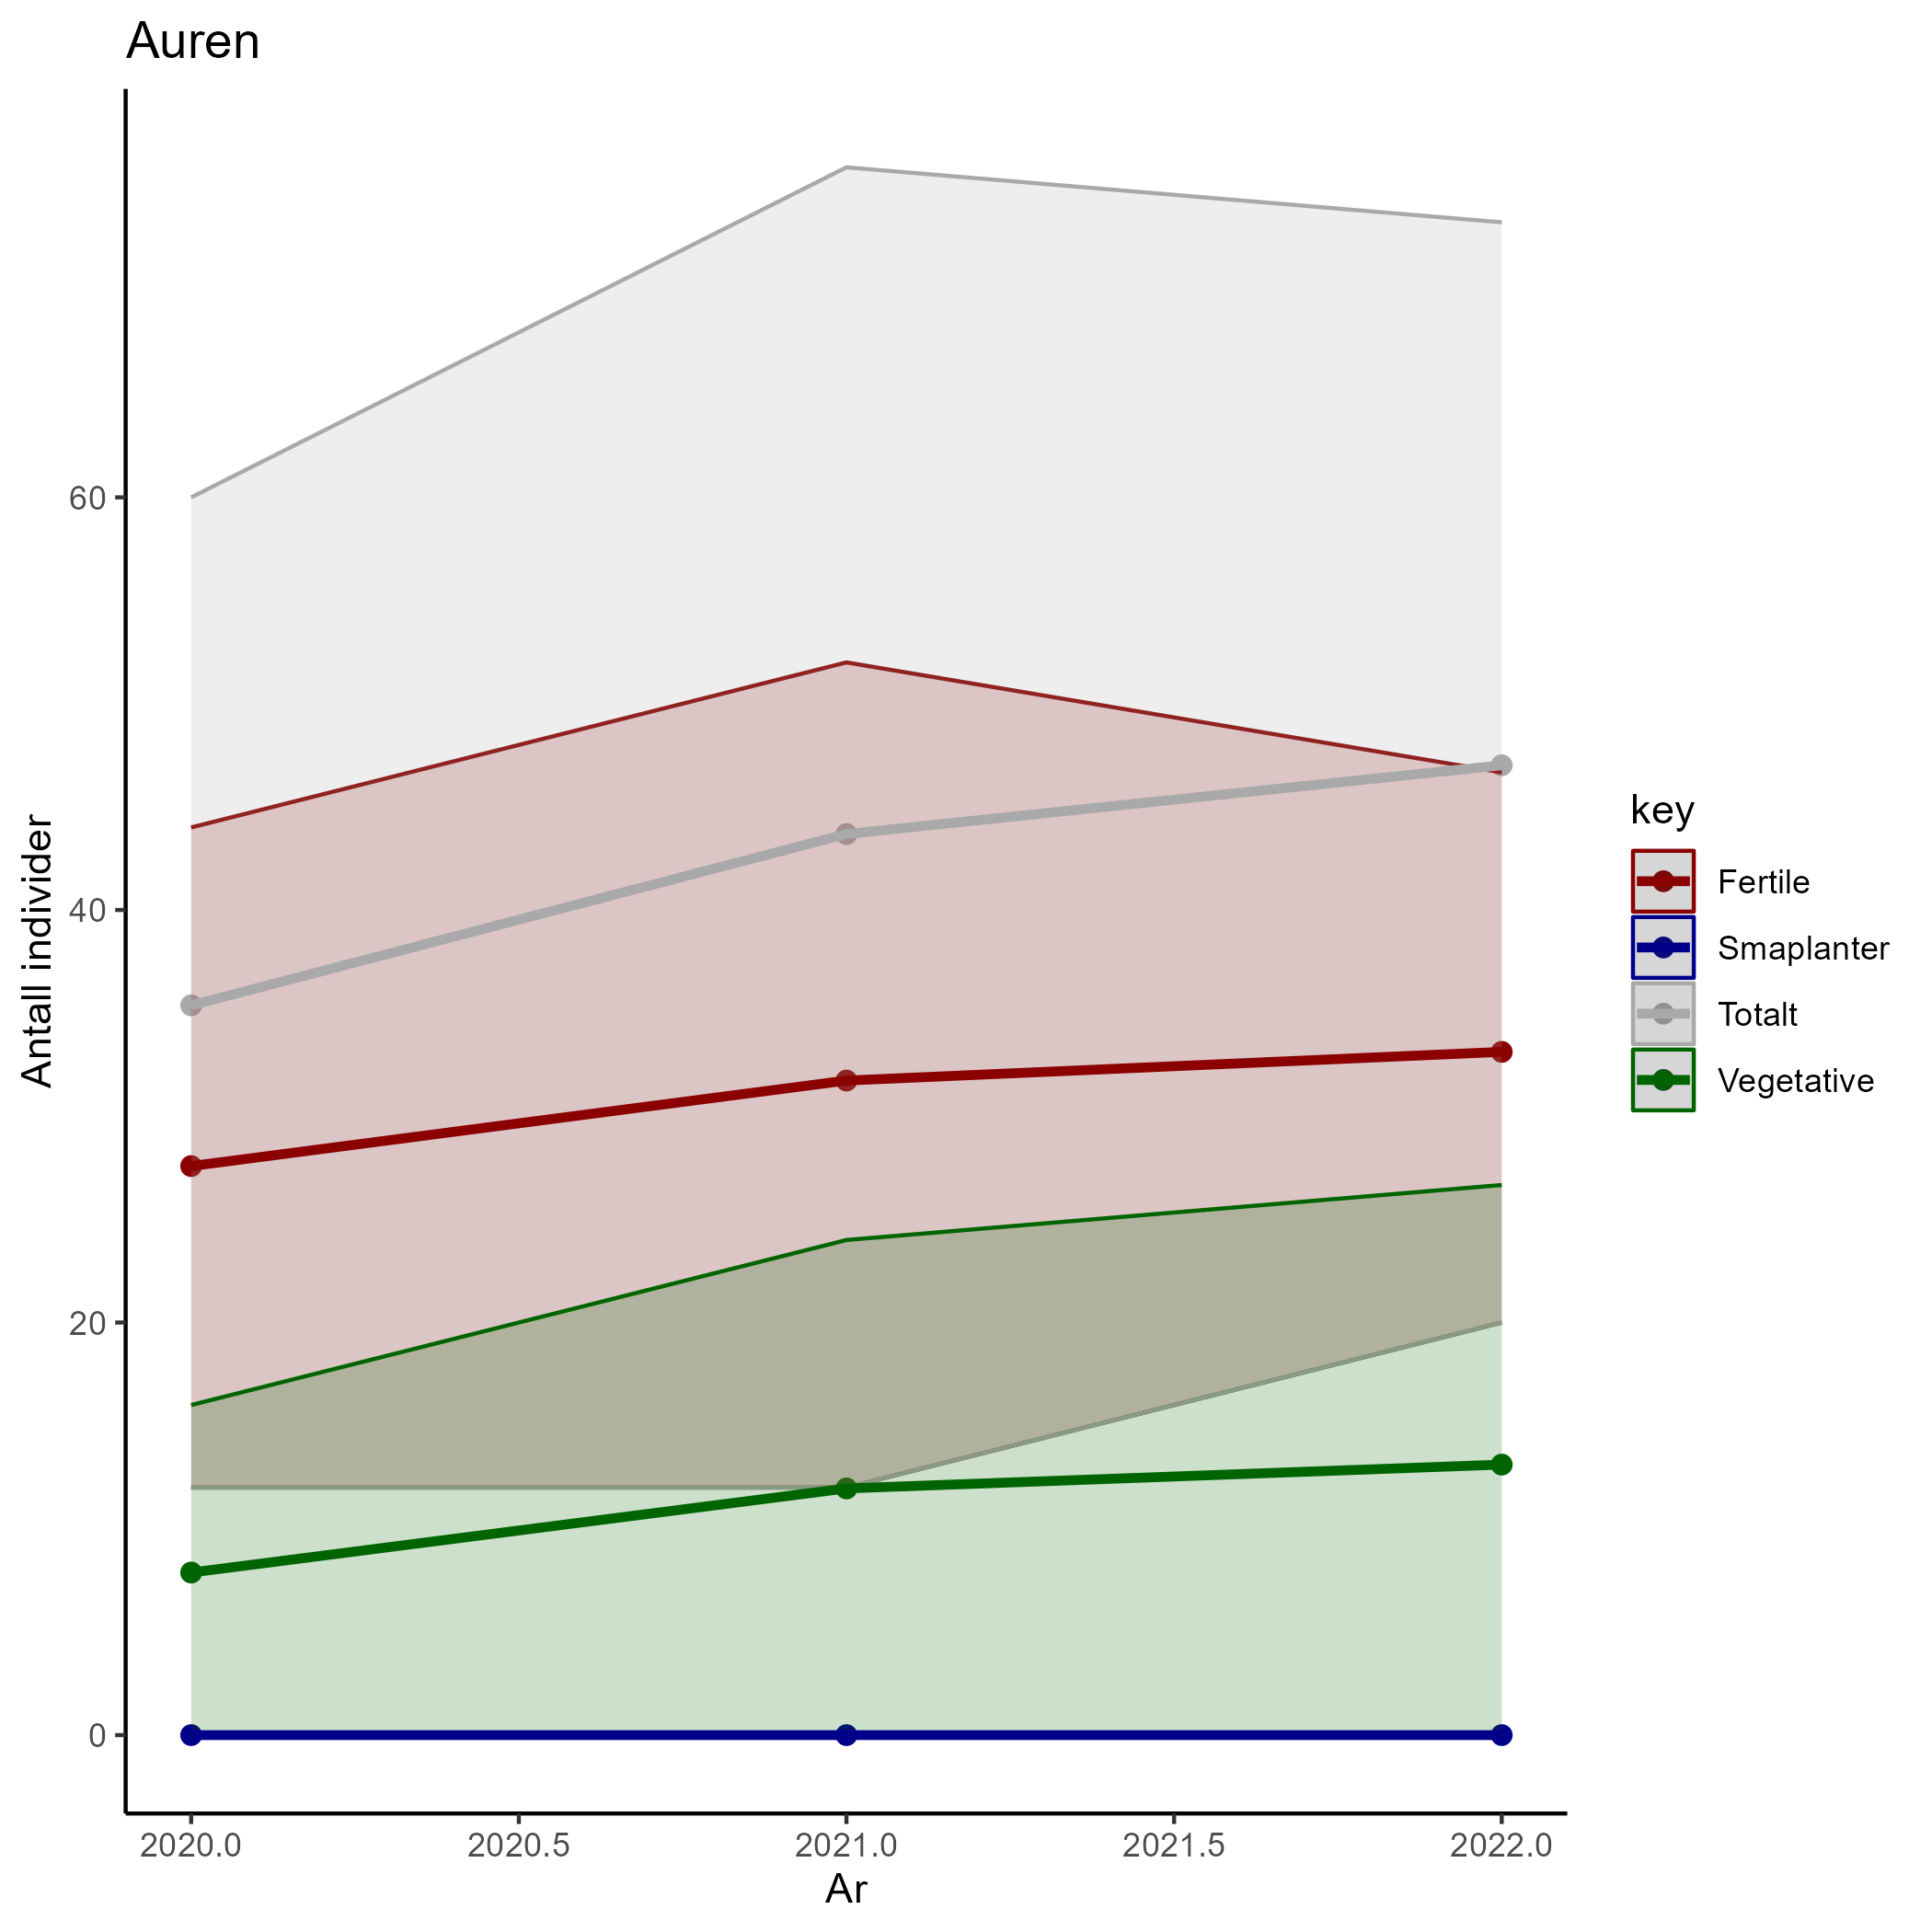 Auren
Antall individer
60
40
20
0
2020.0
2020.5
2021.0
2021.5
2022.0
Ar
key
Fertile
Smaplanter
Totalt
Vegetative